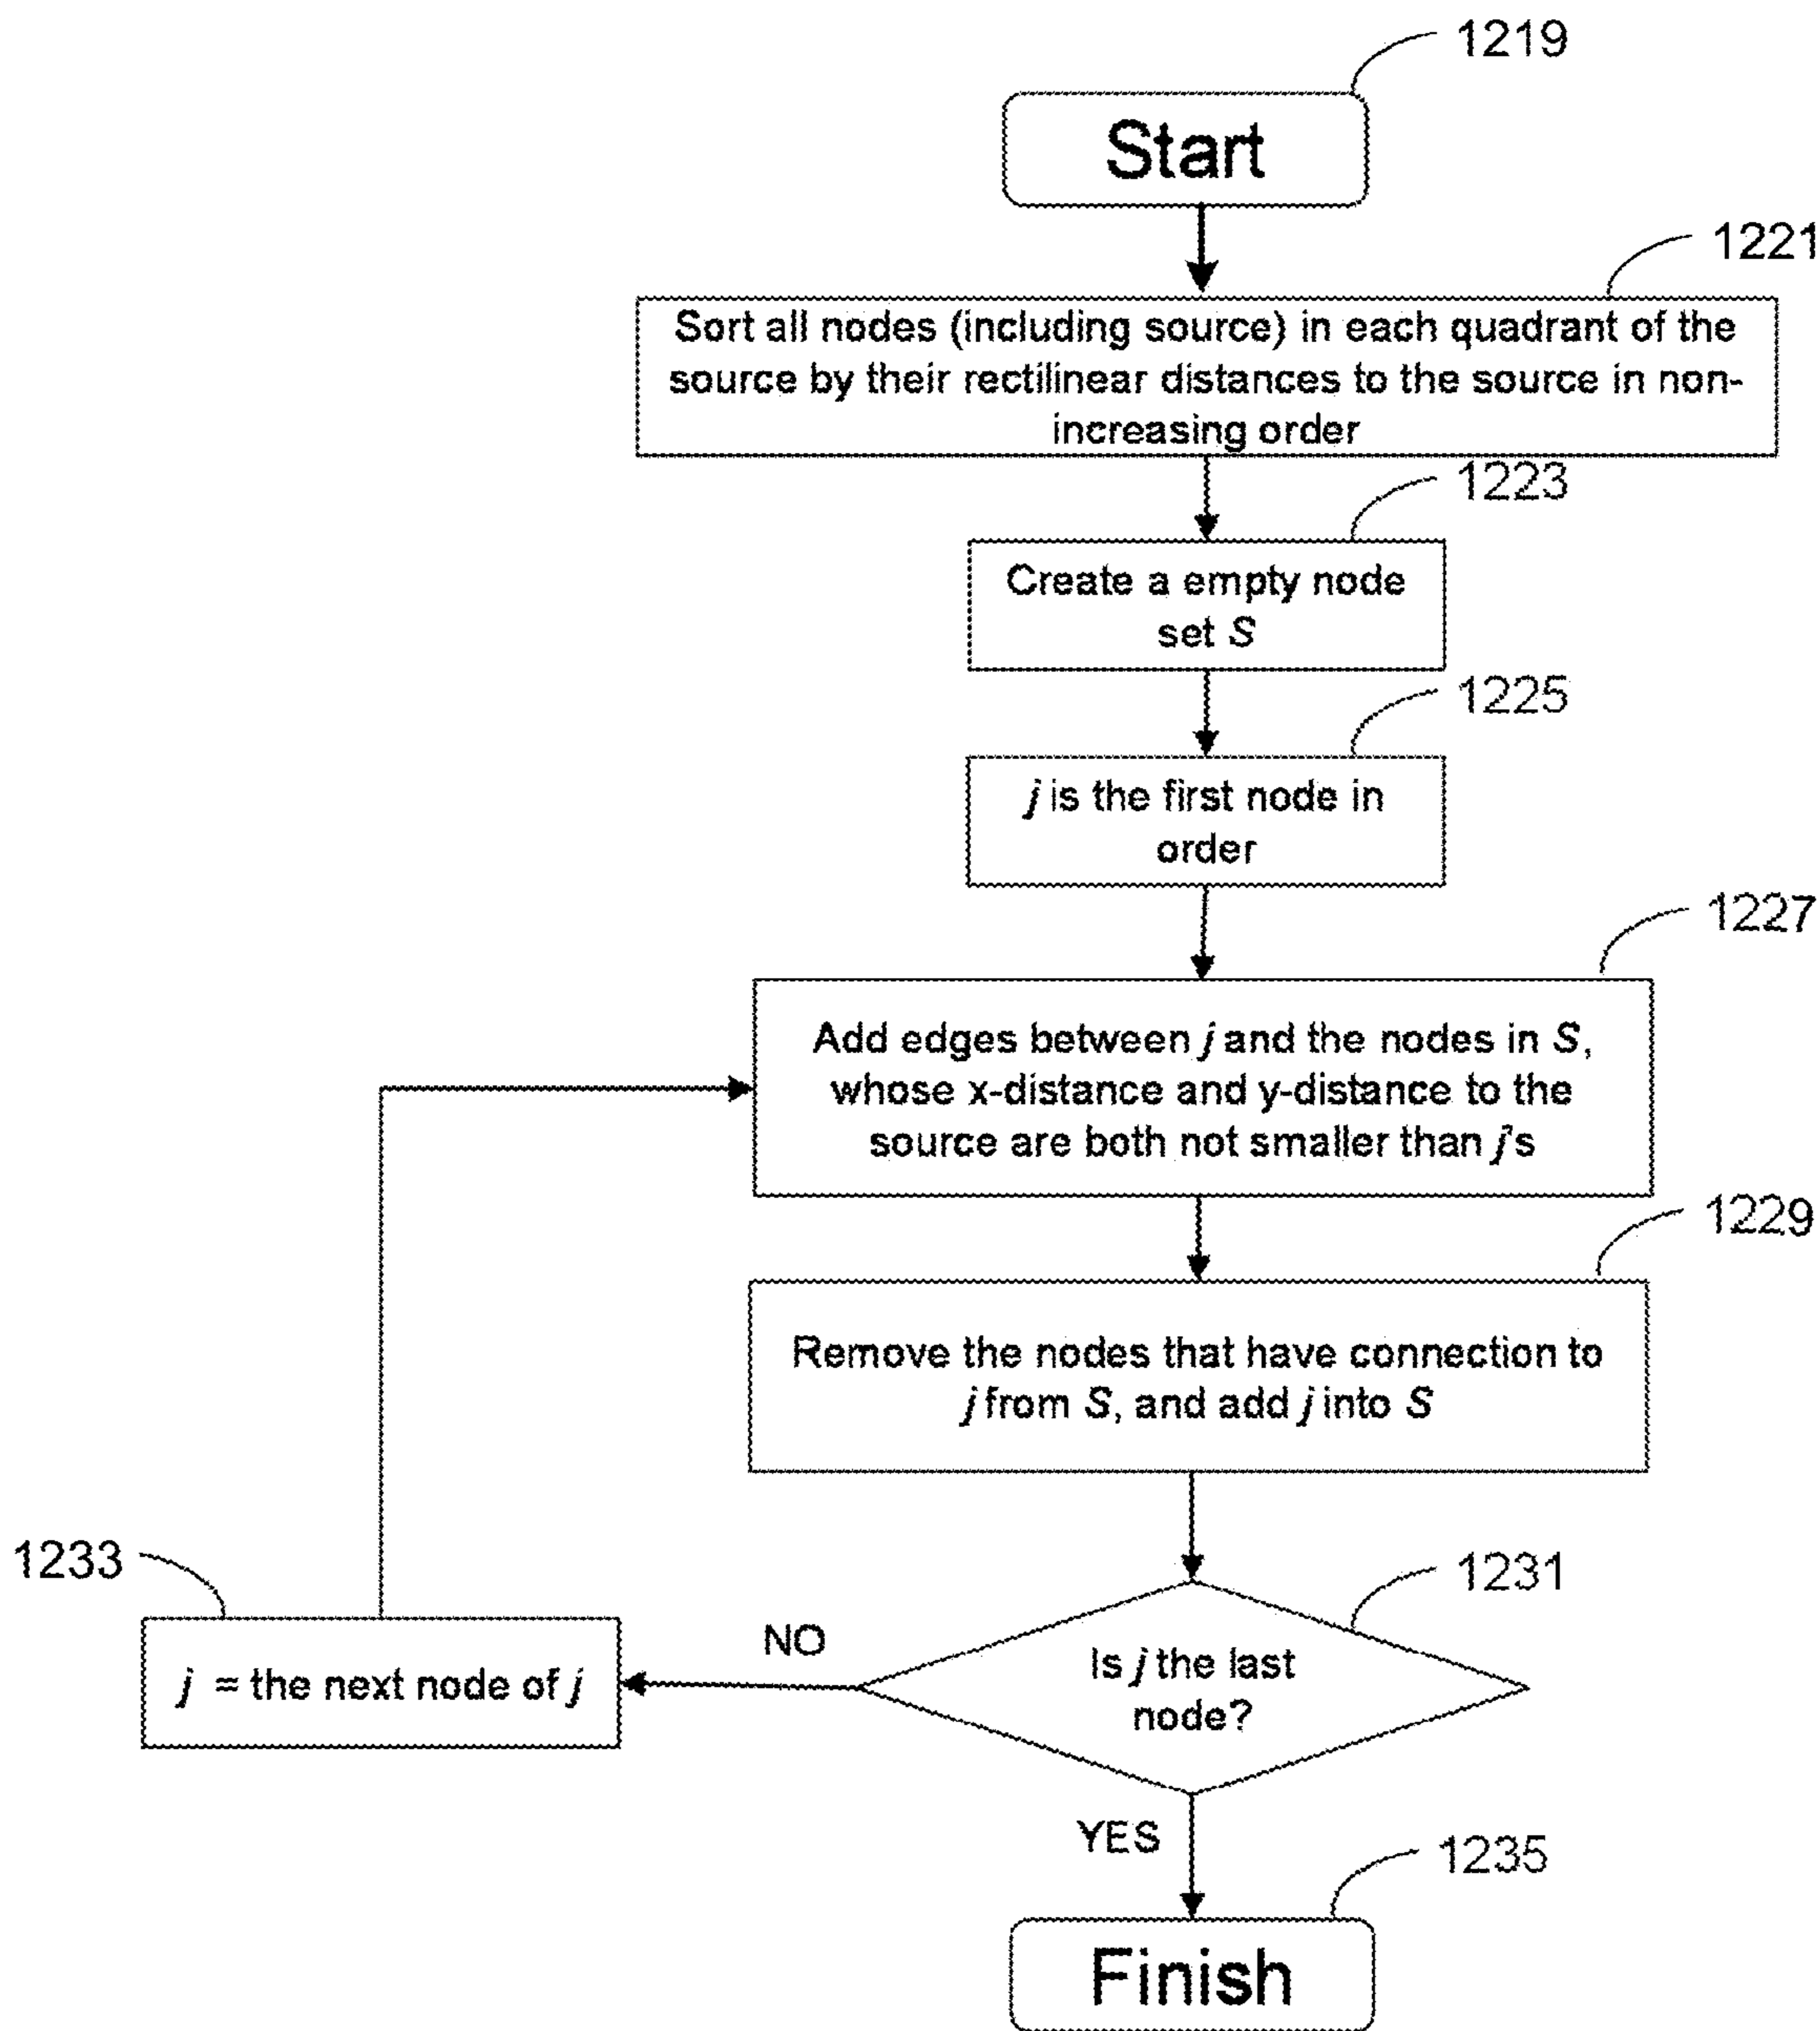 1219
Start
1221
Sort all nodes (including source) in each quadrant of the
source by their rectilinear distances to the source in non-
increasing order
1223
Create a empty node
set S
1225
j is the first node in
order
1227
Add edges between j and the nodes in S,
whose x-distance and y-distance to the
source are both not smaller than j's
1229
Remove the nodes that have connection to
j from S, and add j into S
1231
Is j the last
node?
NO
1233
j = the next node of j
YES
1235
Finish